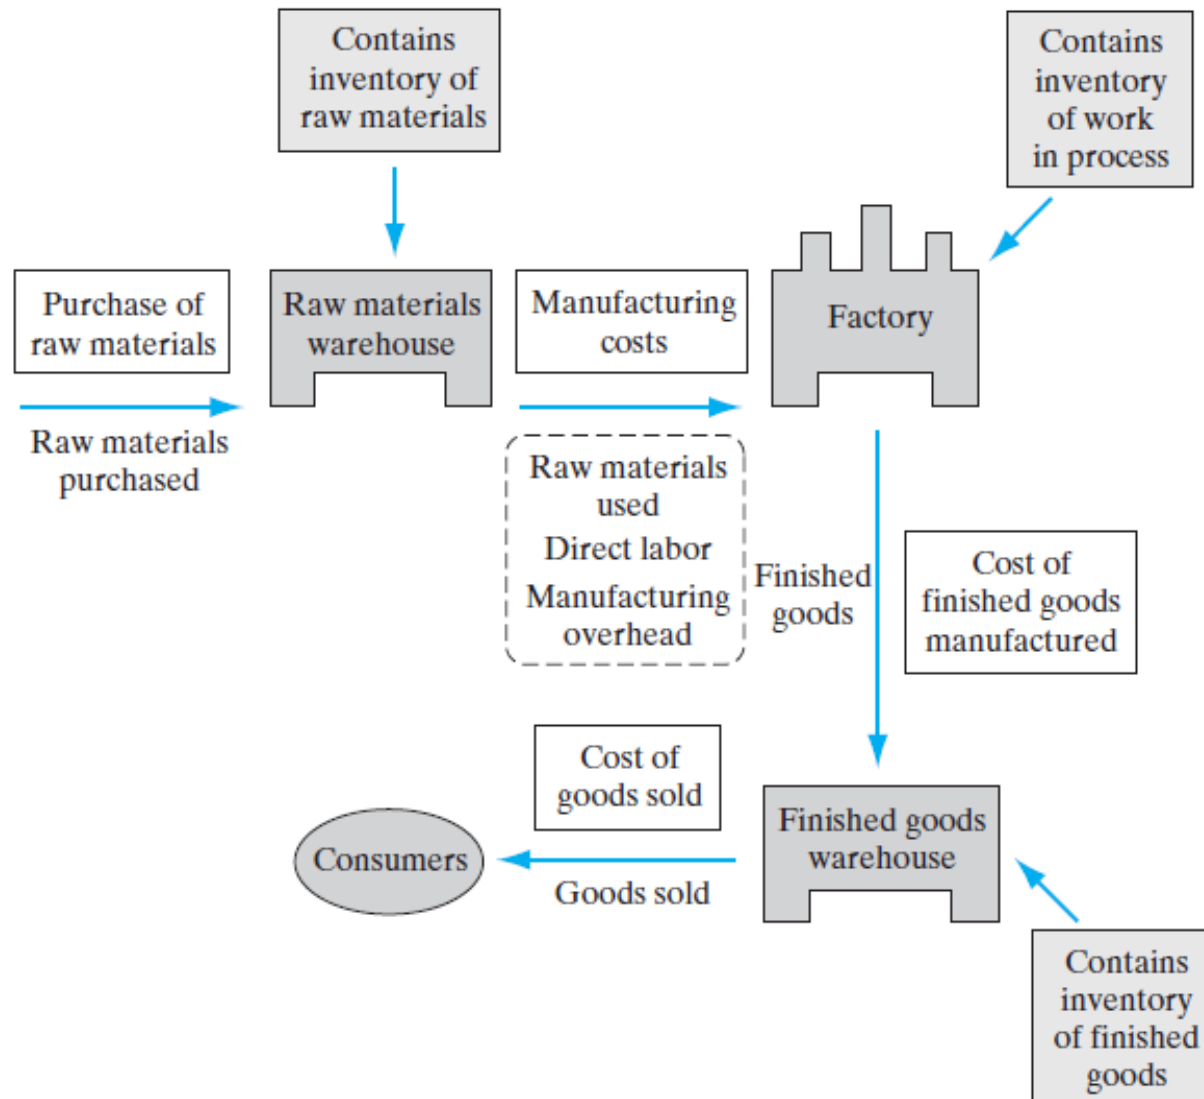 Contains
inventory of
raw materials
Contains
inventory
of work
in process
Purchase of
raw materials
Raw materials
warehouse
Manufacturing
costs
Factory
Raw materials
purchased
Raw materials
used
Direct labor
Manufacturing
overhead
Finished
goods
Cost of
finished goods
manufactured
Cost of
goods sold
Consumers
Goods sold
Finished goods
warehouse
Contains
inventory
of finished
goods